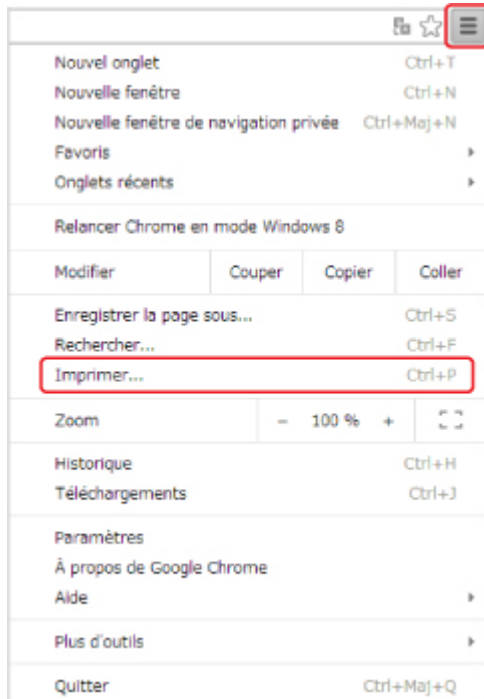 Nouvel onglet Ctrl+T
Nouvelle fenêtre Ctrl+N
Nouvelle fenêtre de navigation privée Ctrl+Maj+N
Favoris
Onglets récents
Relancer Chrome en mode Windows 8
Modifier Couper Copier Coller
Enregistrer la page sous... Ctrl+S
Rechercher... Ctrl+F
Imprimer... Ctrl+P
Zoom − 100 % +
Historique Ctrl+H
Téléchargements Ctrl+J
Paramètres
À propos de Google Chrome
Aide
Plus d'outils
Quitter Ctrl+Maj+Q